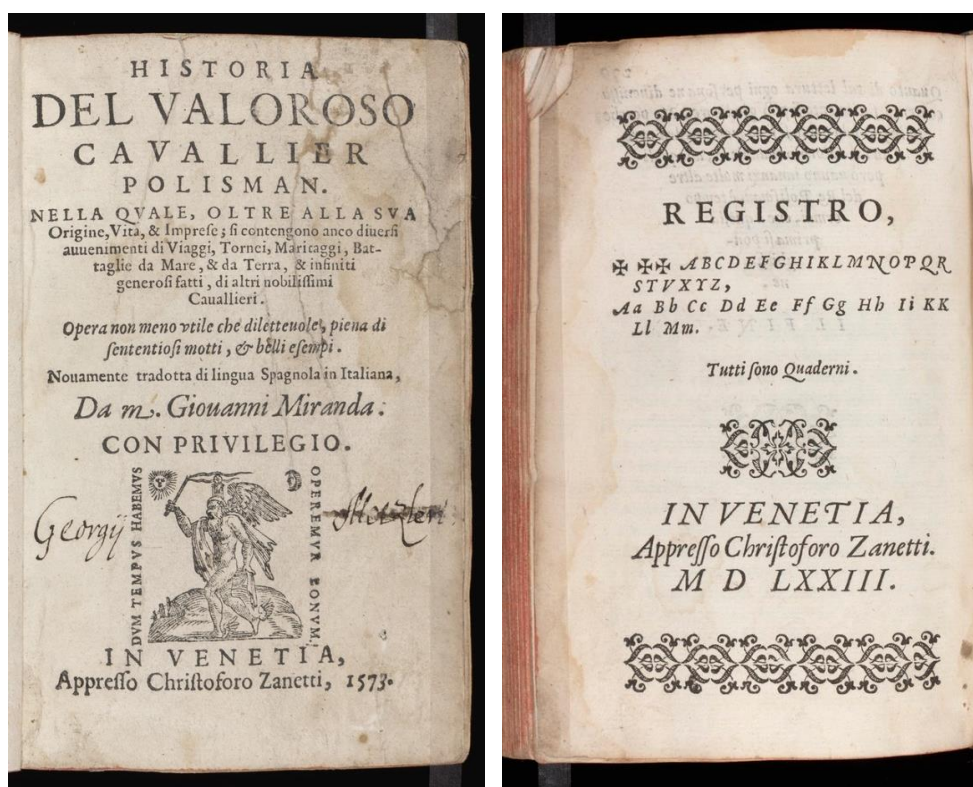 HISTORIA
DEL VALOROSO
CAVALLIER
POLISMAN.
NELLA QVALE, OLTRE ALLA SVA
Origine, Vita, & Imprese; ſi contengono anco diuerſi
auuenimenti di Viaggi, Tornei, Maritaggi, Bat-
taglie da Mare, & da Terra, & infiniti
generoſi fatti, di altri nobiliſſimi
Cauallieri.
Opera non meno vtile che diletteuole, piena di
ſententioſi motti, & belli eſempi.
Nouamente tradotta di lingua Spagnola in Italiana,
Da m. Giouanni Miranda.
CON PRIVILEGIO.
DVM TEMPVS HABEMVS
OPEREMVR BONVM.
Georgij
IN VENETIA,
Appreſſo Chriſtoforo Zanetti, 1573.
REGISTRO,
✠ ✠✠ ABCDEFGHIKLMNOPQR
STVXYZ,
Aa Bb Cc Dd Ee Ff Gg Hh Ii KK
Ll Mm.
Tutti ſono Quaderni.
IN VENETIA,
Appreſſo Chriſtoforo Zanetti.
M D LXXIII.